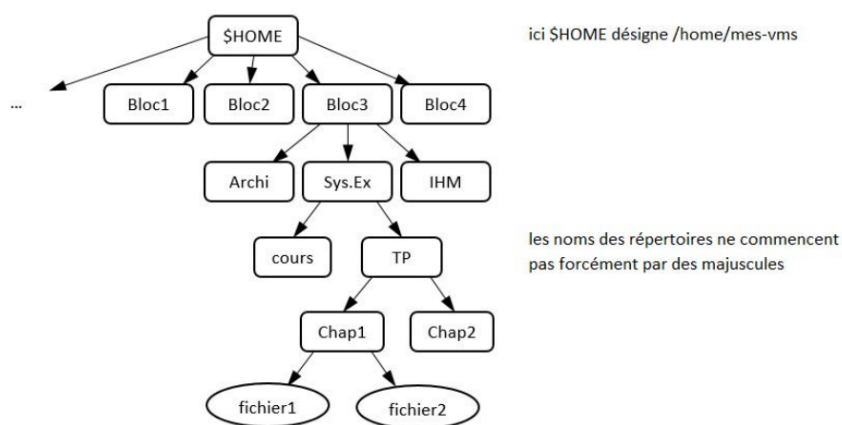 $HOME
ici $HOME désigne /home/mes-vms
...
Bloc1
Bloc2
Bloc3
Bloc4
Archi
Sys.Ex
IHM
cours
TP
les noms des répertoires ne commencent
pas forcément par des majuscules
Chap1
Chap2
fichier1
fichier2